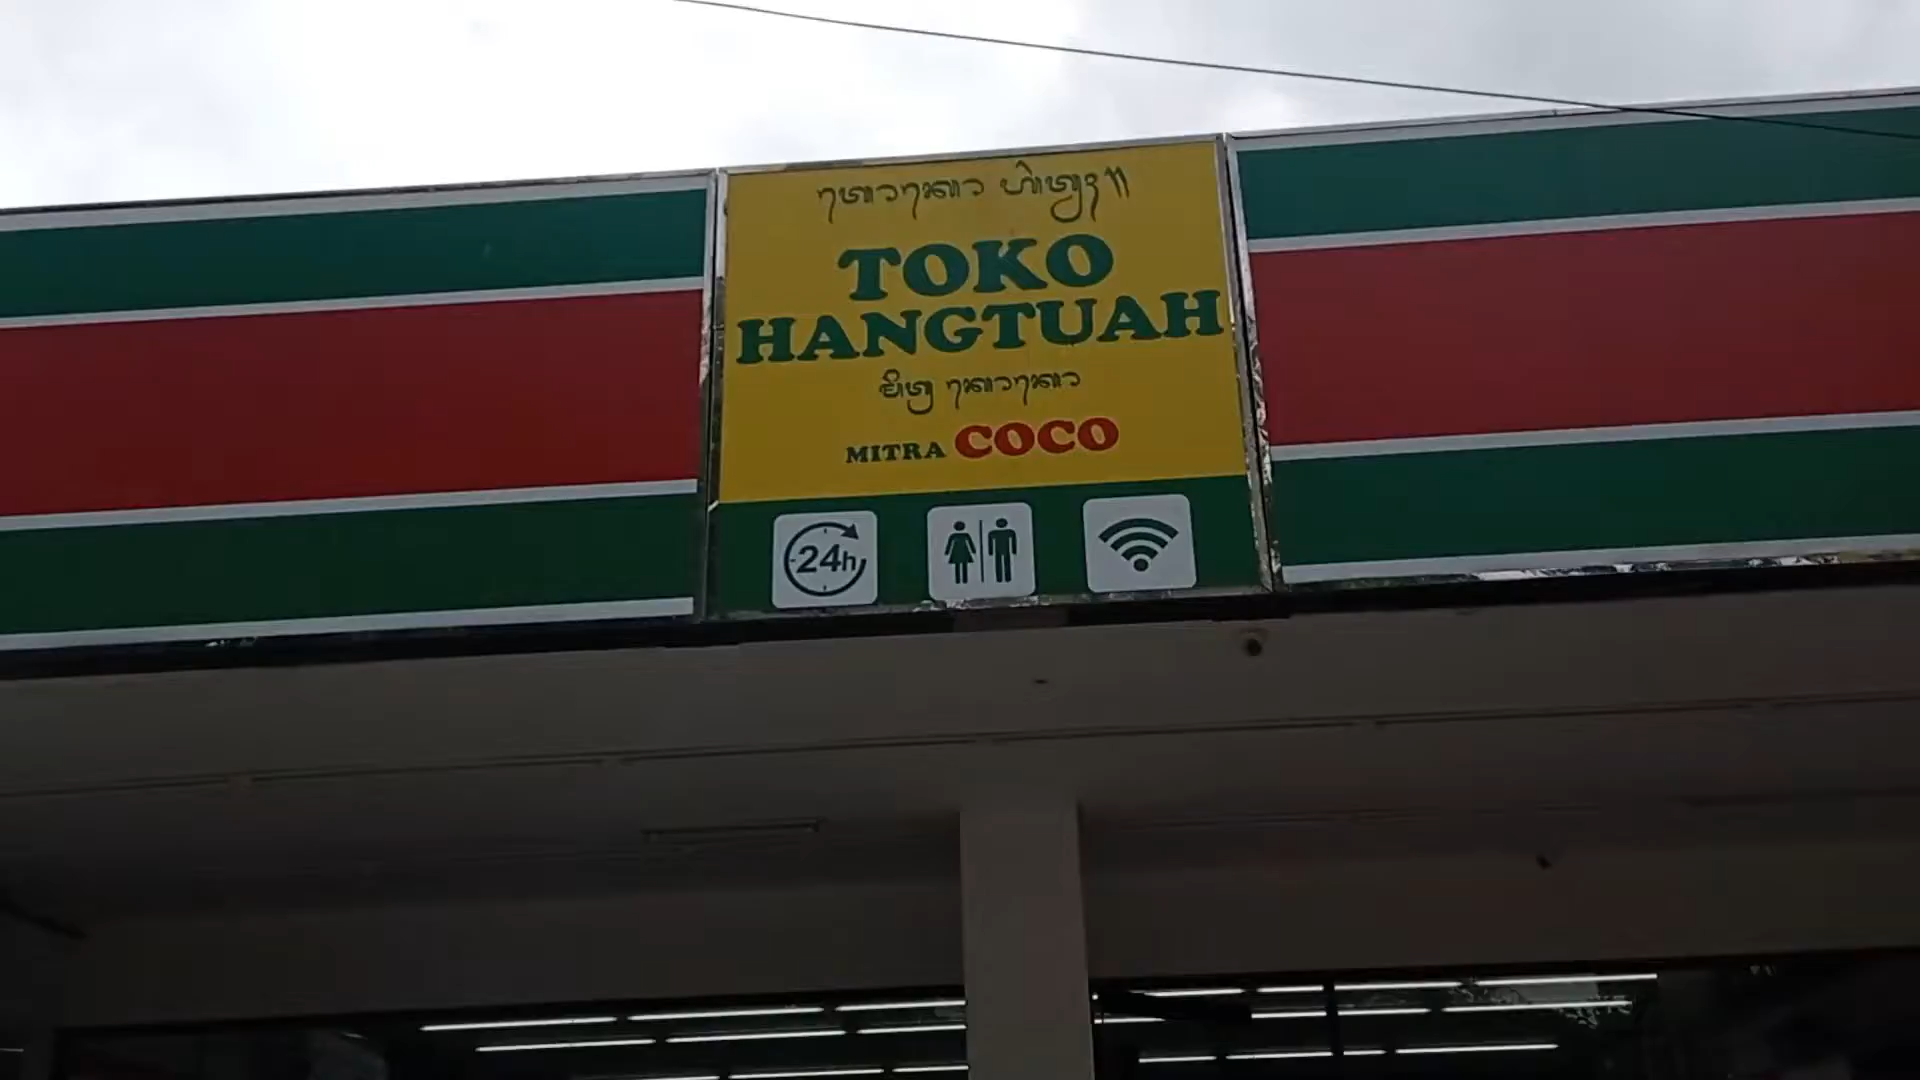 ᬢᭀᬓᭀ ᬳᬂᬢᬸᬄ᭟
TOKO
HANGTUAH
ᬫᬶᬢ᭄ᬭ ᬓᭀᬓᭀ
MITRA COCO
24h